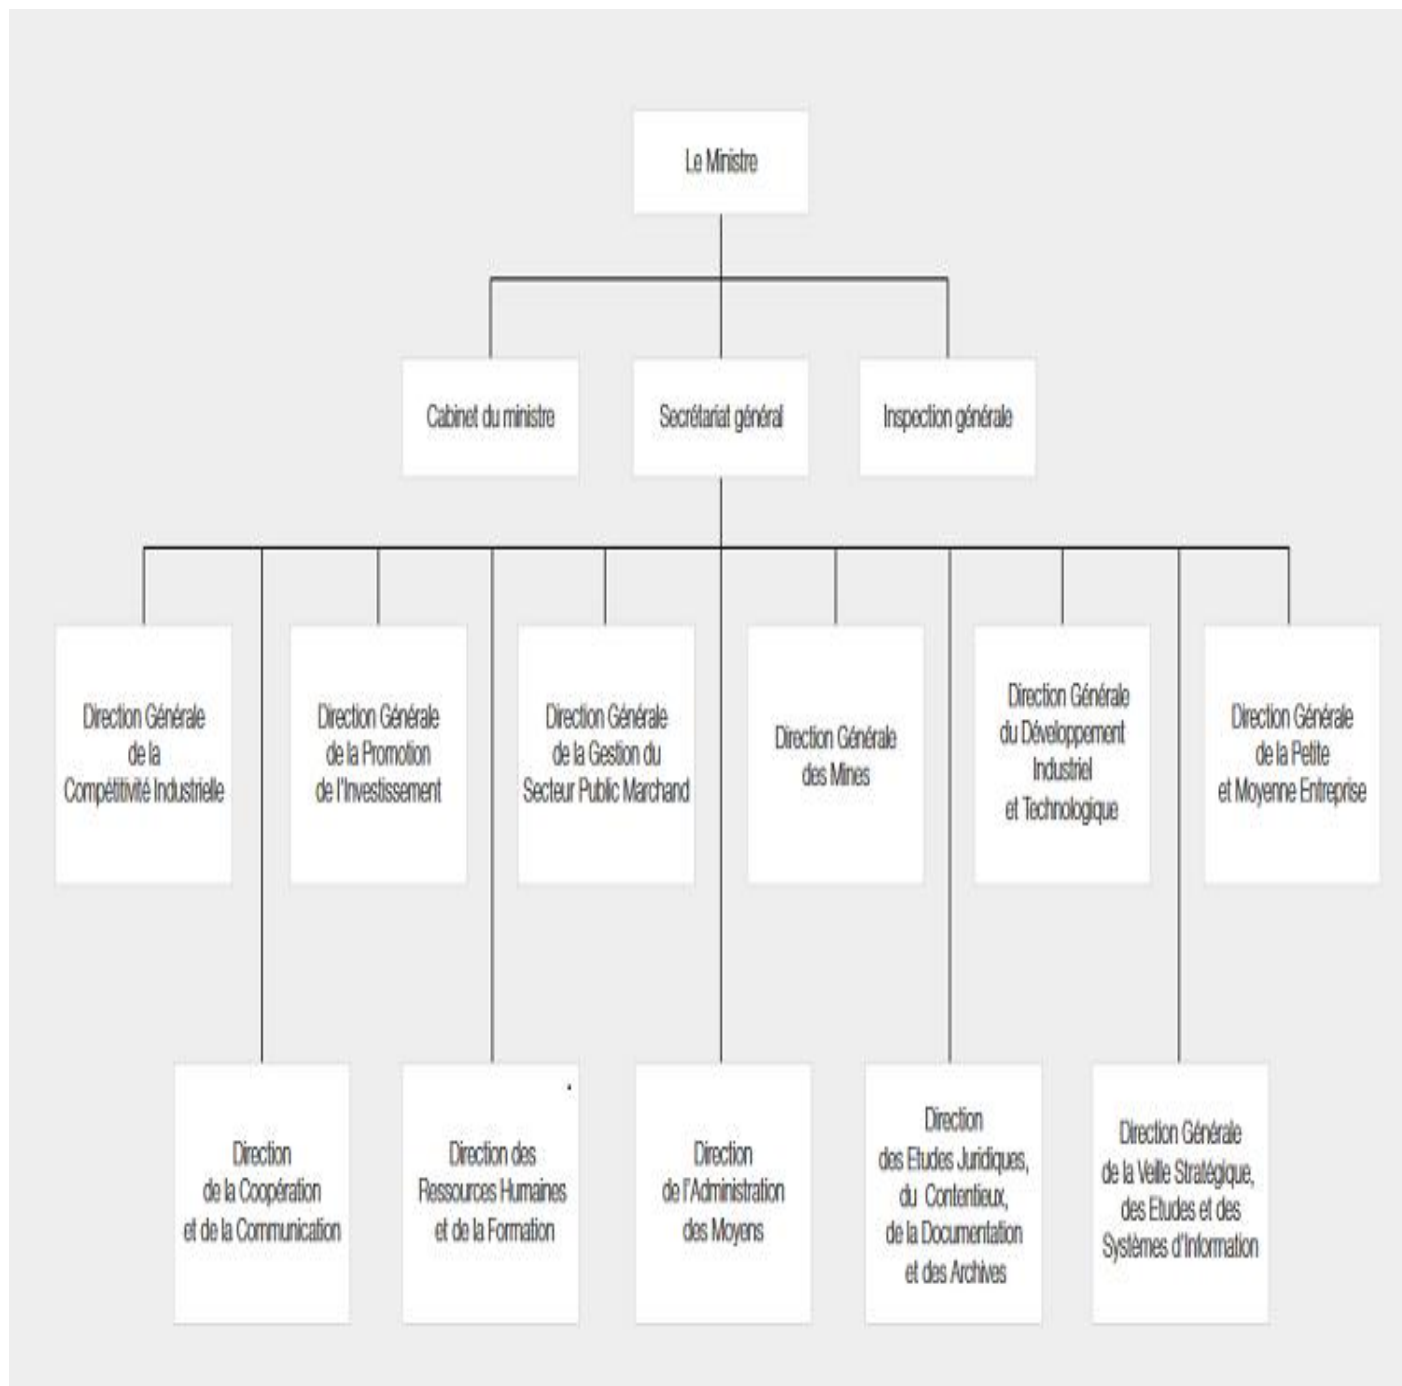 Le Ministre
Cabinet du ministre
Secrétariat général
Inspection générale
Direction Générale
de la
Compétitivité Industrielle
Direction Générale
de la Promotion
de l'Investissement
Direction Générale
de la Gestion du
Secteur Public Marchand
Direction Générale
des Mines
Direction Générale
du Développement
Industriel
et Technologique
Direction Générale
de la Petite
et Moyenne Entreprise
Direction
de la Coopération
et de la Communication
Direction des
Ressources Humaines
et de la Formation
Direction
de l'Administration
des Moyens
Direction
des Etudes Juridiques,
du Contentieux,
de la Documentation
et des Archives
Direction Générale
de la Veille Stratégique,
des Etudes et des
Systèmes d'Information